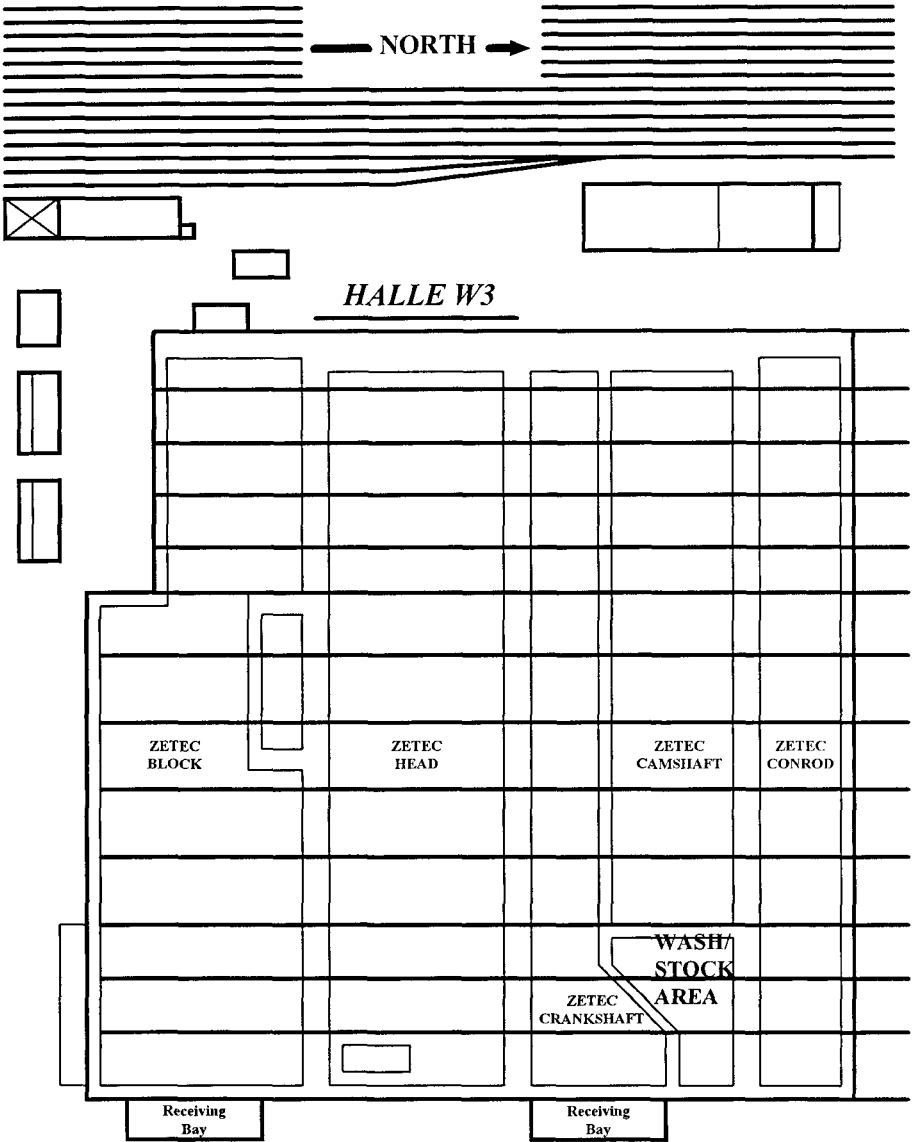 NORTH
HALLE W3
ZETEC
BLOCK
ZETEC
HEAD
ZETEC
CAMSHAFT
ZETEC
CONROD
WASH/
STOCK
AREA
ZETEC
CRANKSHAFT
Receiving
Bay
Receiving
Bay